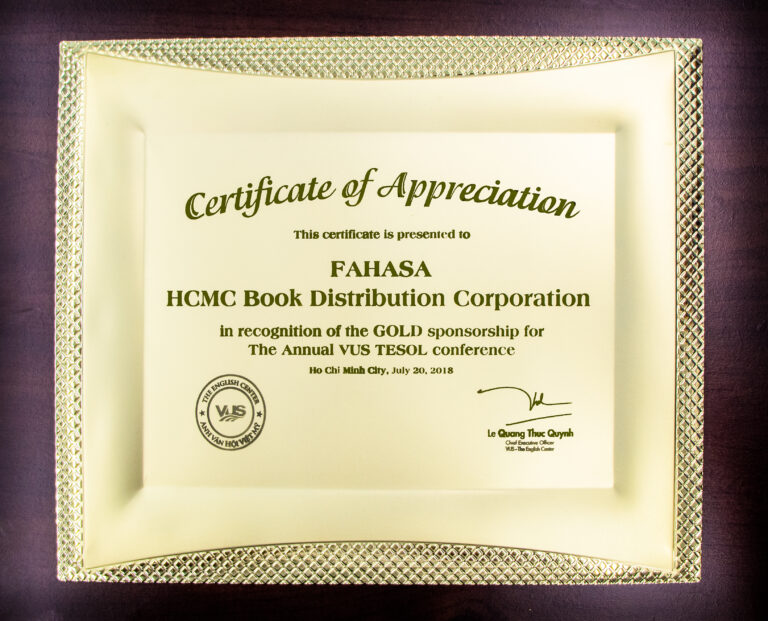 Certificate of Appreciation
This certificate is presented to
FAHASA
HCMC Book Distribution Corporation
in recognition of the GOLD sponsorship for
The Annual VUS TESOL conference
Ho Chi Minh City, July 20, 2018
THE ENGLISH CENTER
VUS
ANH VĂN HỘI VIỆT MỸ
Le Quang Thuc Quynh
Chief Executive Officer
VUS - The English Center